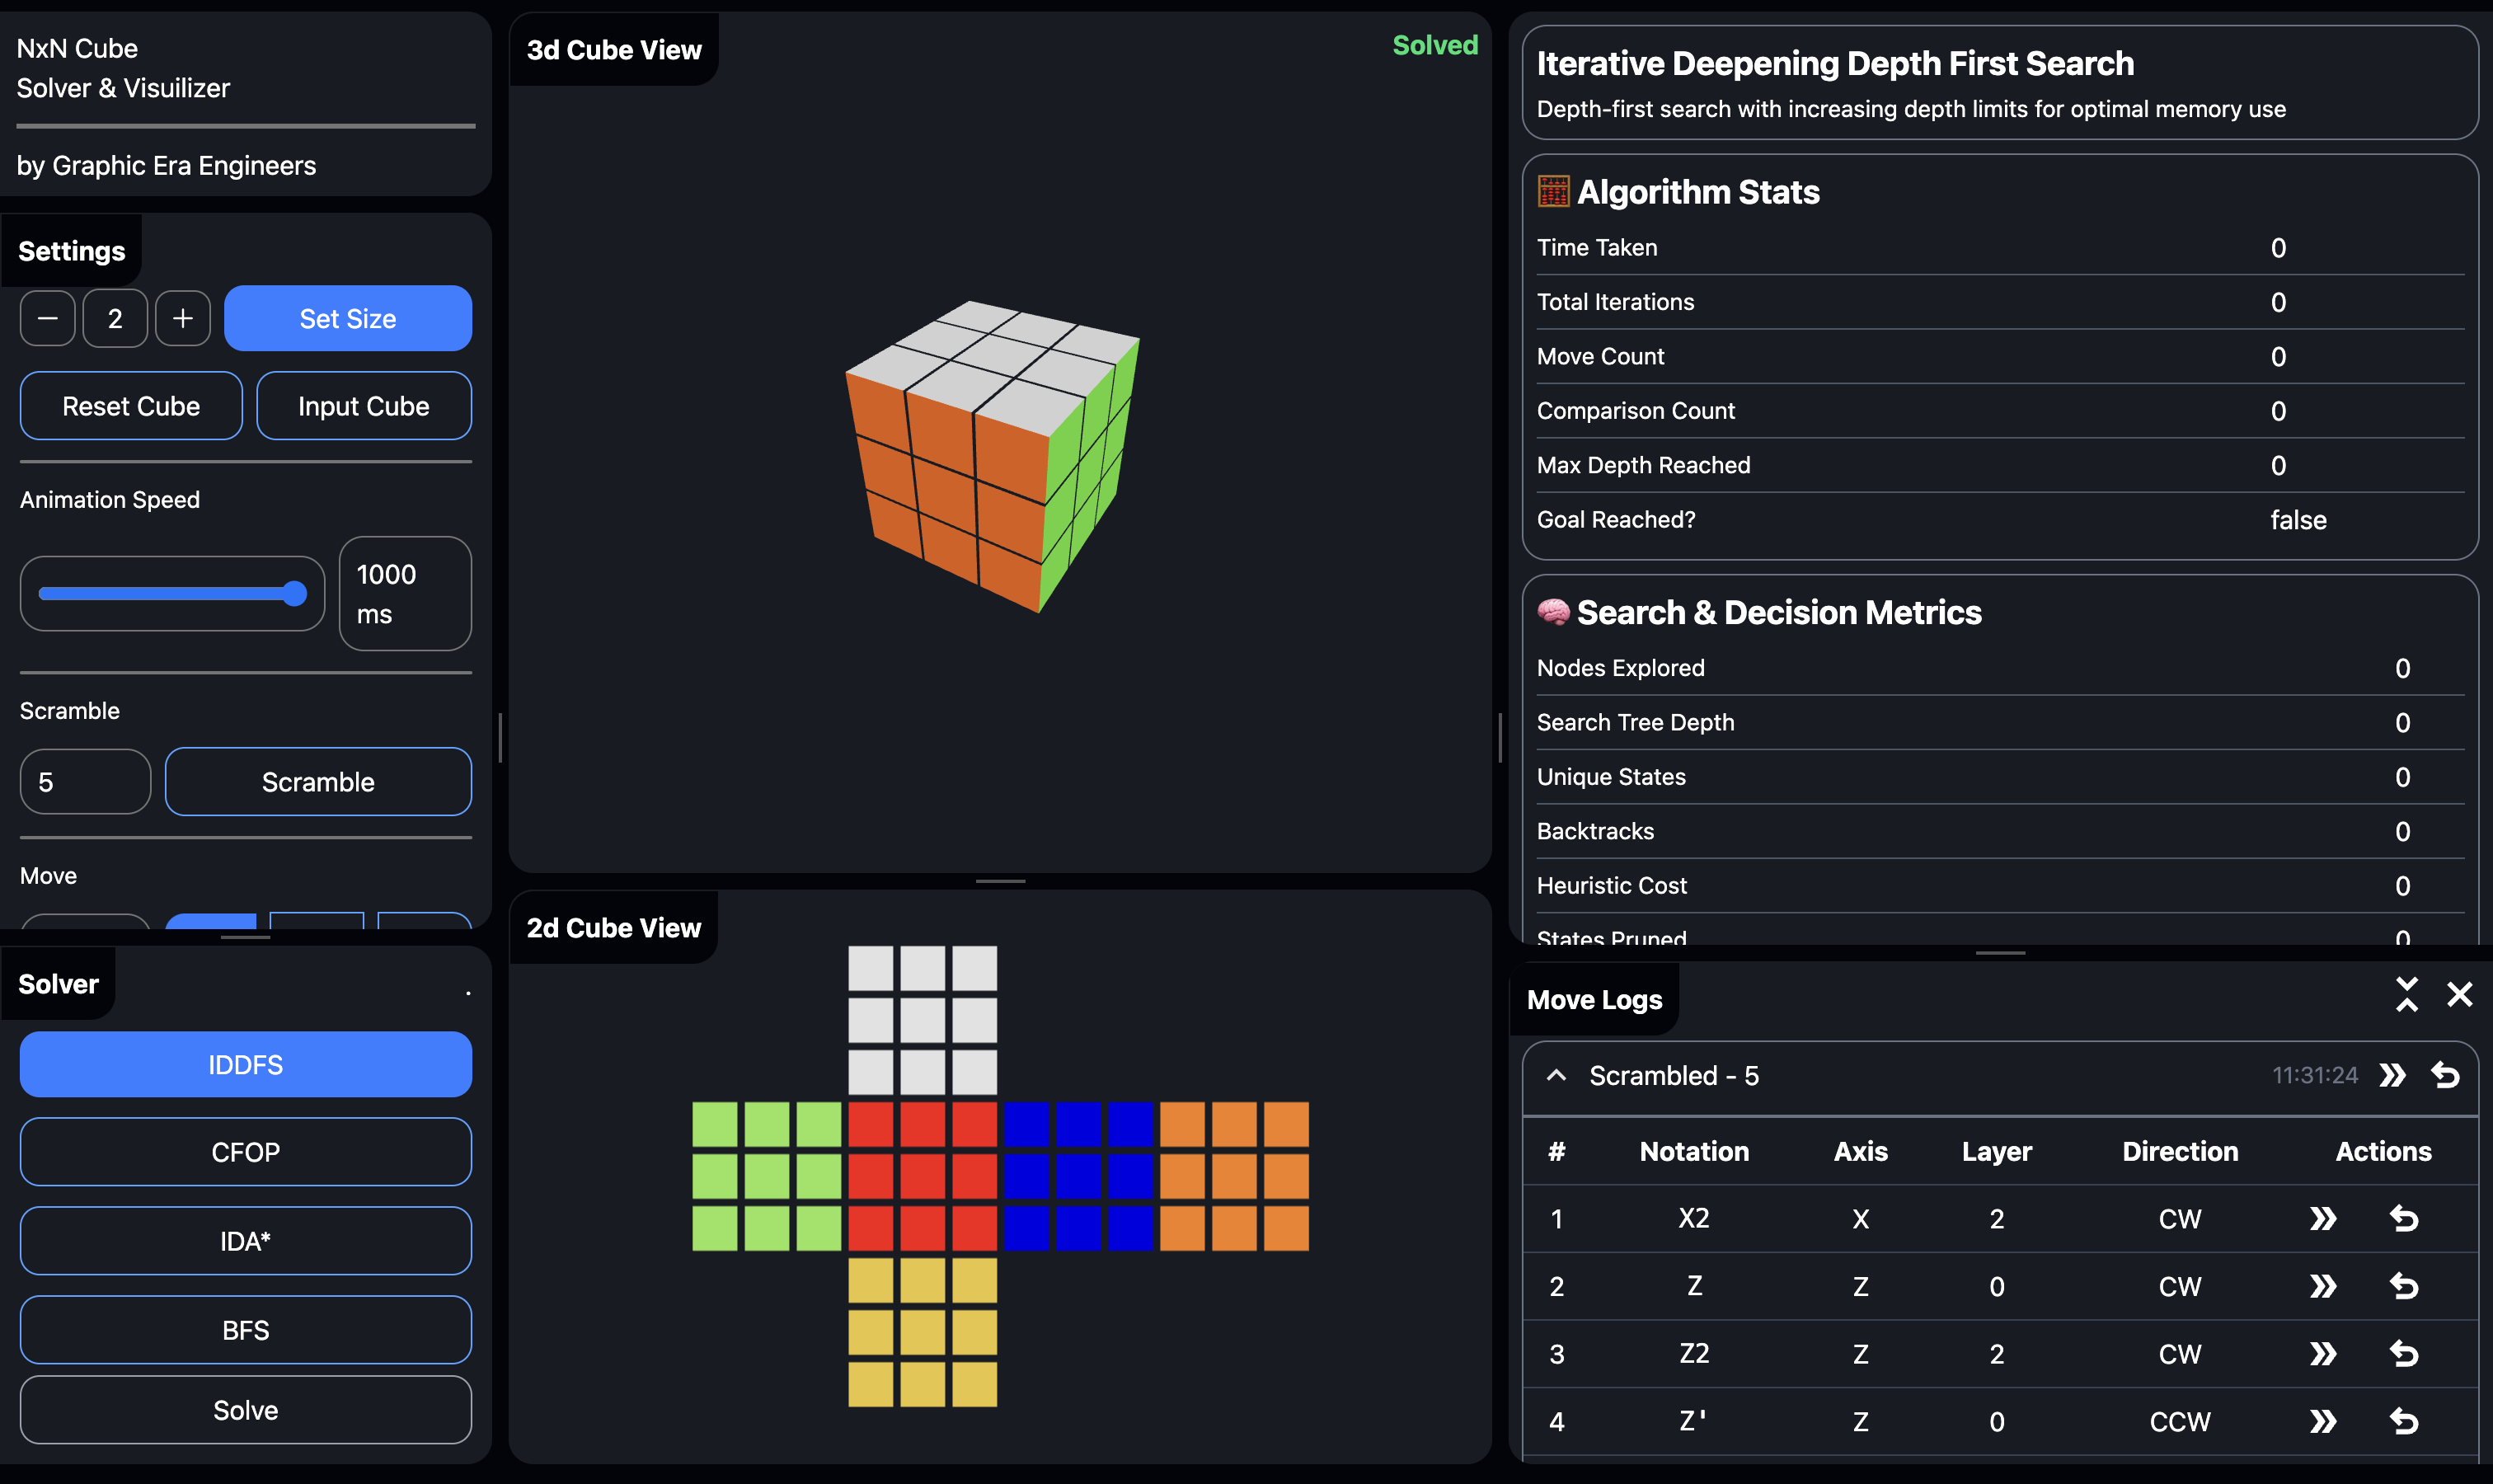 NxN Cube
Solver & Visuilizer
by Graphic Era Engineers
Settings
2
Set Size
Reset Cube
Input Cube
Animation Speed
1000
ms
Scramble
5
Scramble
Move
Solver
.
IDDFS
CFOP
IDA*
BFS
Solve
3d Cube View
Solved
2d Cube View
Iterative Deepening Depth First Search
Depth-first search with increasing depth limits for optimal memory use
🧮 Algorithm Stats
Time Taken 0
Total Iterations 0
Move Count 0
Comparison Count 0
Max Depth Reached 0
Goal Reached? false
🧠 Search & Decision Metrics
Nodes Explored 0
Search Tree Depth 0
Unique States 0
Backtracks 0
Heuristic Cost 0
States Pruned 0
Move Logs
Scrambled - 5 11:31:24
# Notation Axis Layer Direction Actions
1 X2 X 2 CW
2 Z Z 0 CW
3 Z2 Z 2 CW
4 Z' Z 0 CCW